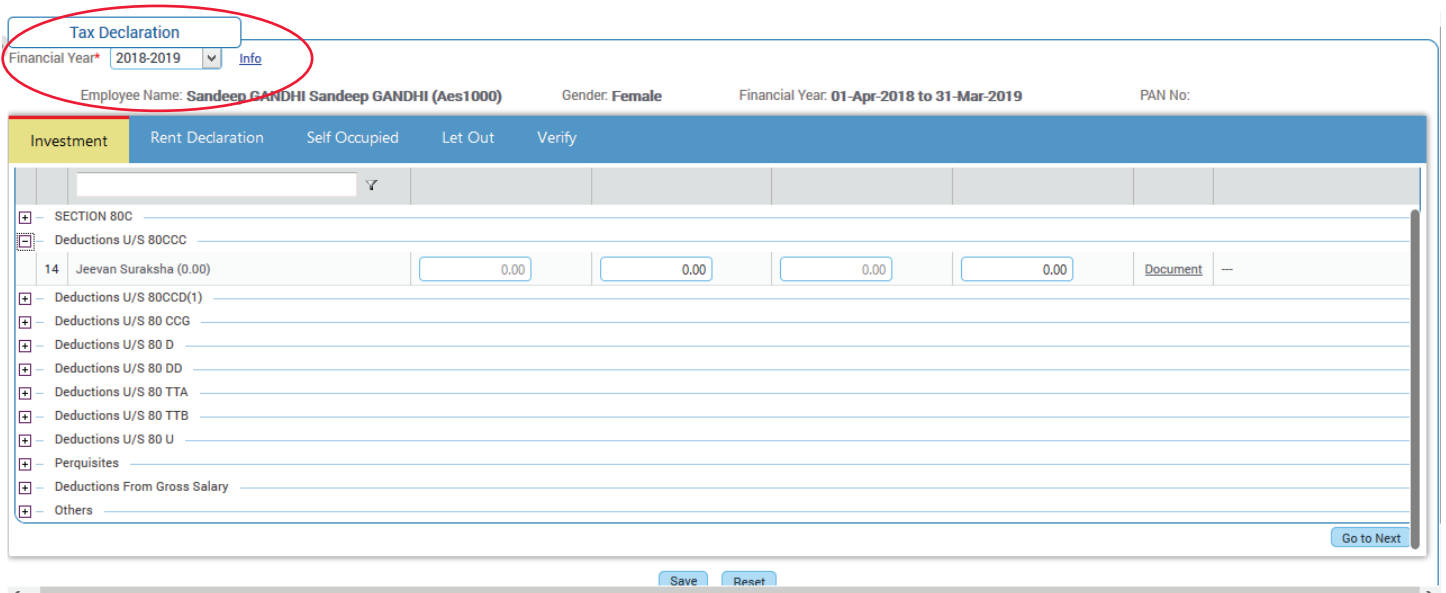 Tax Declaration
Financial Year* 2018-2019 Info
Employee Name: Sandeep GANDHI Sandeep GANDHI (Aes1000) Gender: Female Financial Year: 01-Apr-2018 to 31-Mar-2019 PAN No:
Investment Rent Declaration Self Occupied Let Out Verify
SECTION 80C
Deductions U/S 80CCC
14 Jeevan Suraksha (0.00) 0.00 0.00 0.00 0.00 Document ---
Deductions U/S 80CCD(1)
Deductions U/S 80 CCG
Deductions U/S 80 D
Deductions U/S 80 DD
Deductions U/S 80 TTA
Deductions U/S 80 TTB
Deductions U/S 80 U
Perquisites
Deductions From Gross Salary
Others
Go to Next
Save Reset